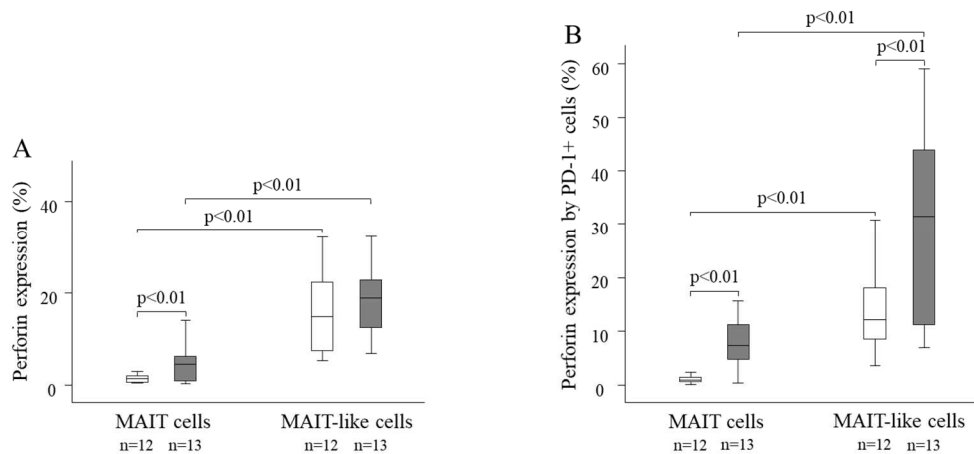 A
Perforin expression (%)
40
20
0
p<0.01
p<0.01
p<0.01
MAIT cells
MAIT-like cells
n=12 n=13
n=12 n=13
B
Perforin expression by PD-1+ cells (%)
60
50
40
30
20
10
0
p<0.01
p<0.01
p<0.01
p<0.01
MAIT cells
MAIT-like cells
n=12 n=13
n=12 n=13